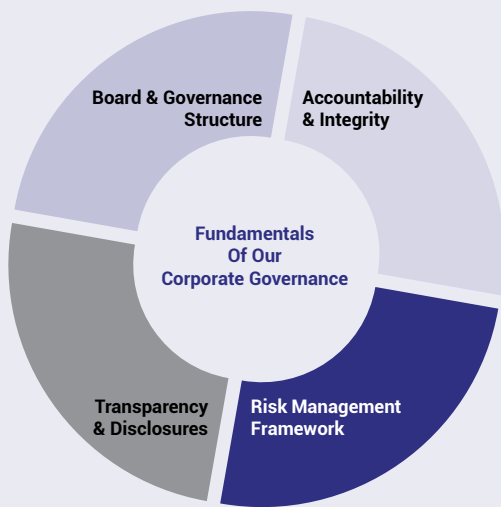 Board & Governance
Structure
Accountability
& Integrity
Fundamentals
Of Our
Corporate Governance
Transparency
& Disclosures
Risk Management
Framework